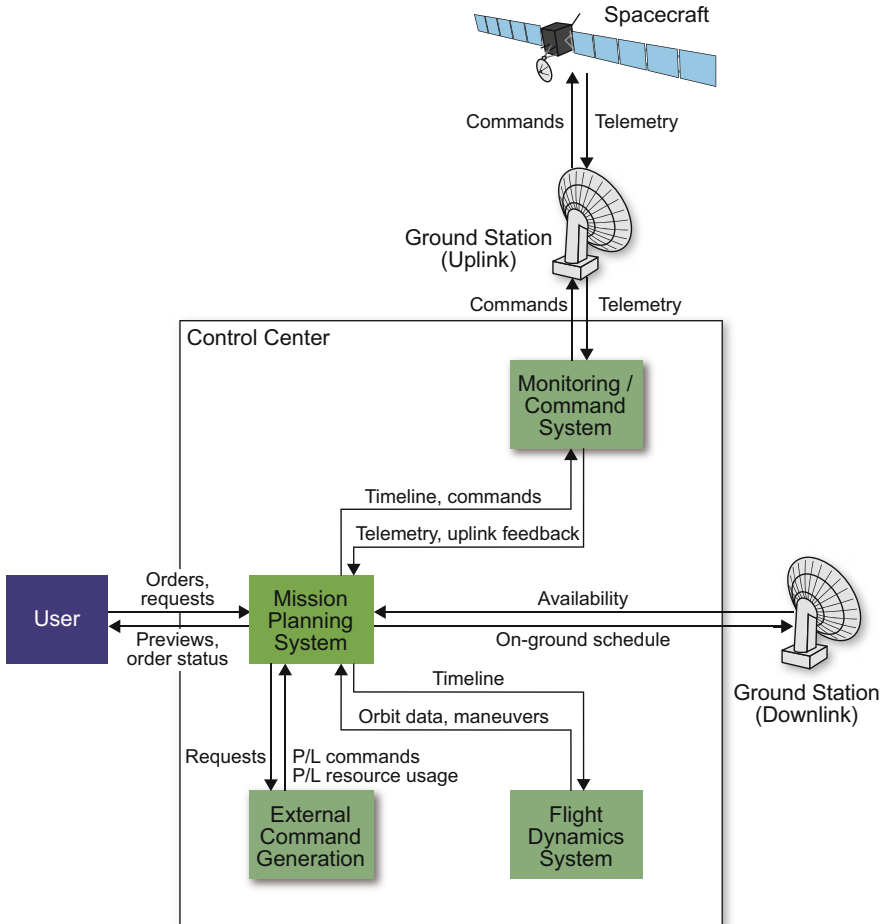 Spacecraft
Commands
Telemetry
Ground Station
(Uplink)
Commands
Telemetry
Control Center
Monitoring /
Command
System
Timeline, commands
Telemetry, uplink feedback
User
Orders,
requests
Previews,
order status
Mission
Planning
System
Availability
On-ground schedule
Ground Station
(Downlink)
Timeline
Orbit data, maneuvers
Requests
P/L commands
P/L resource usage
External
Command
Generation
Flight
Dynamics
System